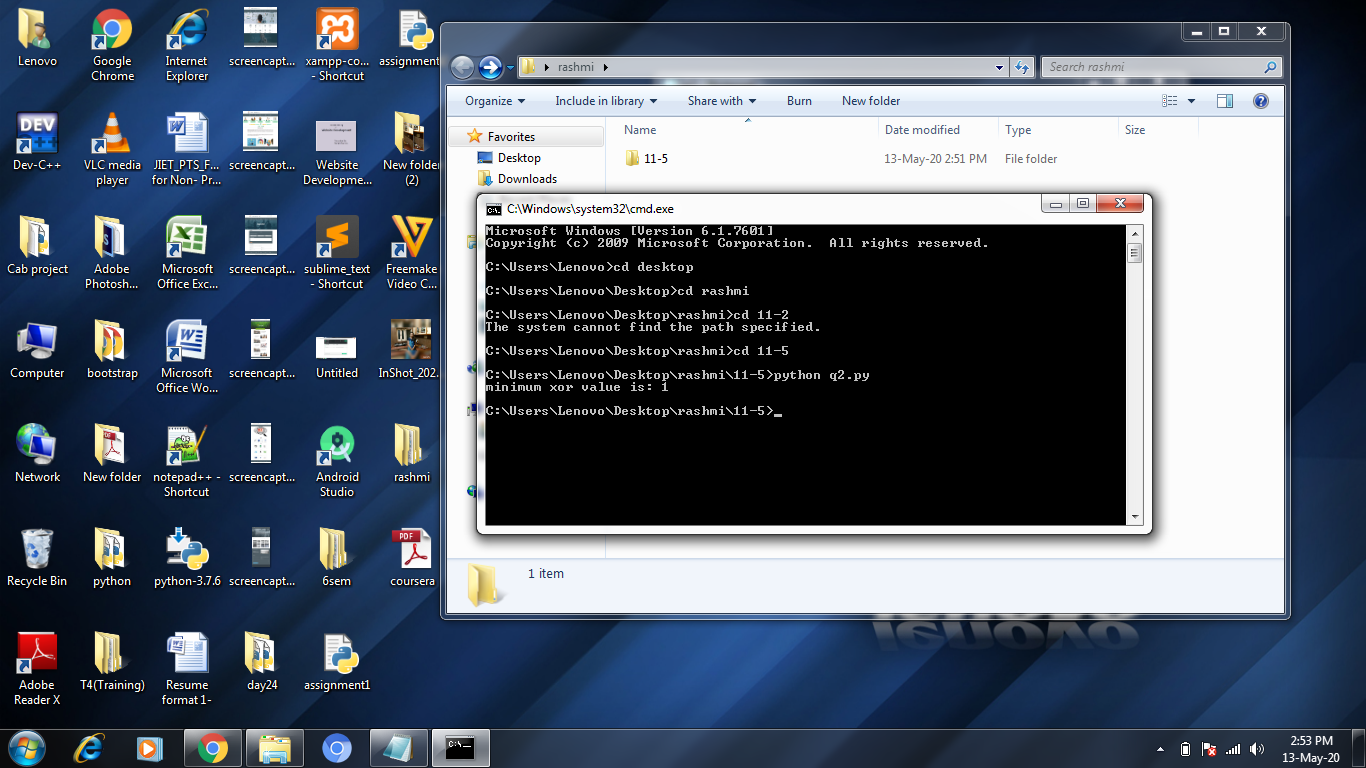 Lenovo
Google Chrome
Internet Explorer
screencapt...
xampp-co... - Shortcut
assignment
Dev-C++
VLC media player
JIET_PTS_F... for Non- Pr...
screencapt...
Website Developme...
New folder (2)
Cab project
Adobe Photosh...
Microsoft Office Exc...
screencapt...
sublime_text - Shortcut
Freemake Video C...
Computer
bootstrap
Microsoft Office Wo...
screencapt...
Untitled
InShot_202...
Network
New folder
notepad++ - Shortcut
screencapt...
Android Studio
rashmi
Recycle Bin
python
python-3.7.6
screencapt...
6sem
PDF
coursera
Adobe Reader X
T4(Training)
Resume format 1-
day24
assignment1
rashmi
Search rashmi
Organize
Include in library
Share with
Burn
New folder
Name
Date modified
Type
Size
Favorites
Desktop
Downloads
11-5
13-May-20 2:51 PM
File folder
C:\Windows\system32\cmd.exe
Microsoft Windows [Version 6.1.7601]
Copyright (c) 2009 Microsoft Corporation.  All rights reserved.
C:\Users\Lenovo>cd desktop
C:\Users\Lenovo\Desktop>cd rashmi
C:\Users\Lenovo\Desktop\rashmi>cd 11-2
The system cannot find the path specified.
C:\Users\Lenovo\Desktop\rashmi>cd 11-5
C:\Users\Lenovo\Desktop\rashmi\11-5>python q2.py
minimum xor value is: 1
C:\Users\Lenovo\Desktop\rashmi\11-5>_
1 item
lenovo
2:53 PM
13-May-20